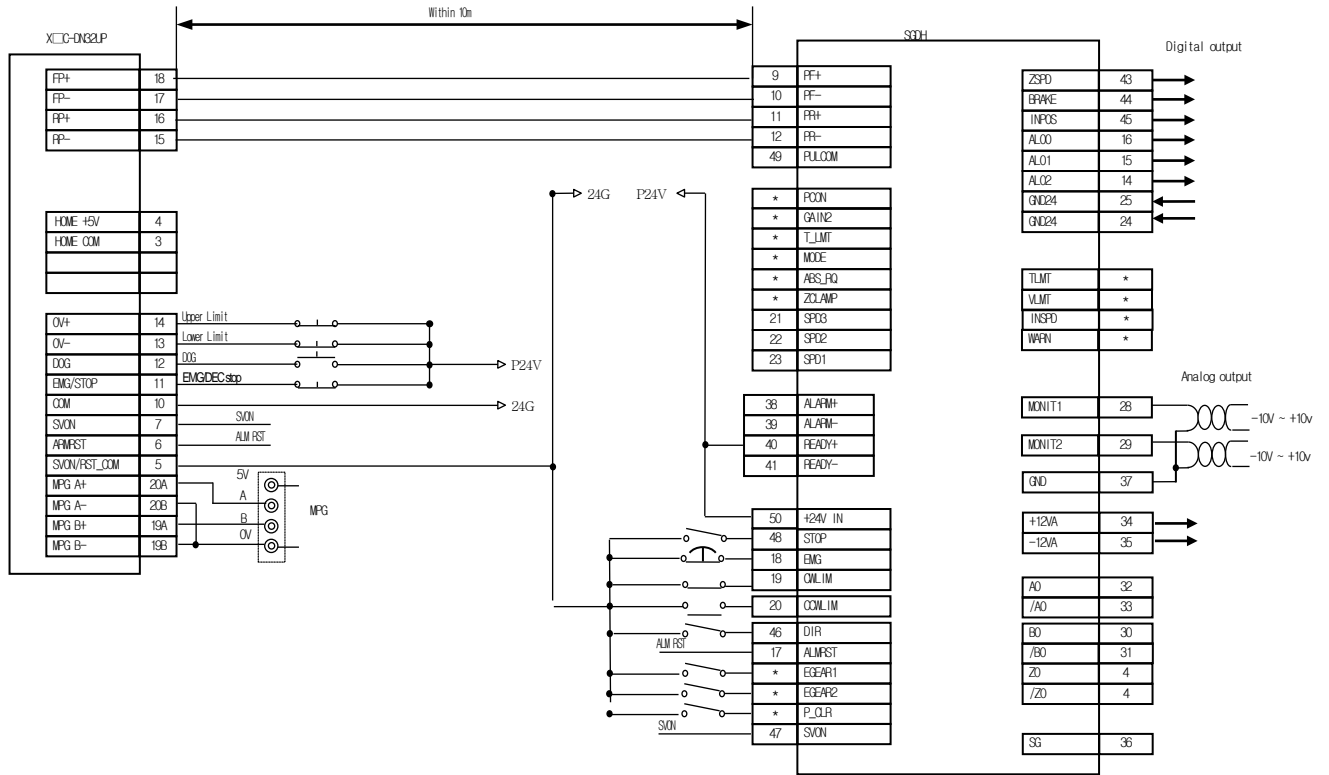 Within 10m
X□C-DN32UP
SGDH
Digital output
FP+ 18
FP- 17
RP+ 16
RP- 15
9 PF+
10 PF-
11 PR+
12 PR-
49 PULCOM
ZSPD 43
BRAKE 44
INPOS 45
ALO0 16
ALO1 15
ALO2 14
GND24 25
GND24 24
24G
P24V
* PCON
* GAIN2
* T_LMT
* MODE
* ABS_RQ
* ZCLAMP
21 SPD3
22 SPD2
23 SPD1
HOME +5V 4
HOME COM 3
TLMT *
VLMT *
INSPD *
WARN *
OV+ 14 Upper Limit
OV- 13 Lower Limit
DOG 12 DOG
EMG/STOP 11 EMG/DEC stop
COM 10
SVON 7 SVON
ARMRST 6 ALM RST
SVON/RST_COM 5
MPG A+ 20A
MPG A- 20B
MPG B+ 19A
MPG B- 19B
P24V
24G
5V
A
B
0V
MPG
38 ALARM+
39 ALARM-
40 READY+
41 READY-
Analog output
MONIT1 28
-10V ~ +10v
MONIT2 29
-10V ~ +10v
GND 37
50 +24V IN
48 STOP
18 EMG
19 CWLIM
20 CCWLIM
46 DIR
ALM RST
17 ALMRST
* EGEAR1
* EGEAR2
* P_CLR
SVON
47 SVON
+12VA 34
-12VA 35
A0 32
/A0 33
B0 30
/B0 31
Z0 4
/Z0 4
SG 36